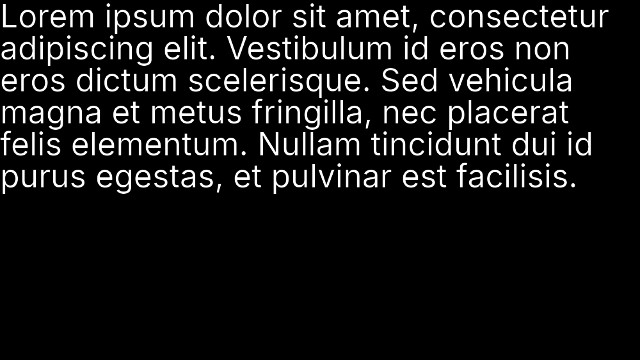 Lorem ipsum dolor sit amet, consectetur
adipiscing elit. Vestibulum id eros non
eros dictum scelerisque. Sed vehicula
magna et metus fringilla, nec placerat
felis elementum. Nullam tincidunt dui id
purus egestas, et pulvinar est facilisis.